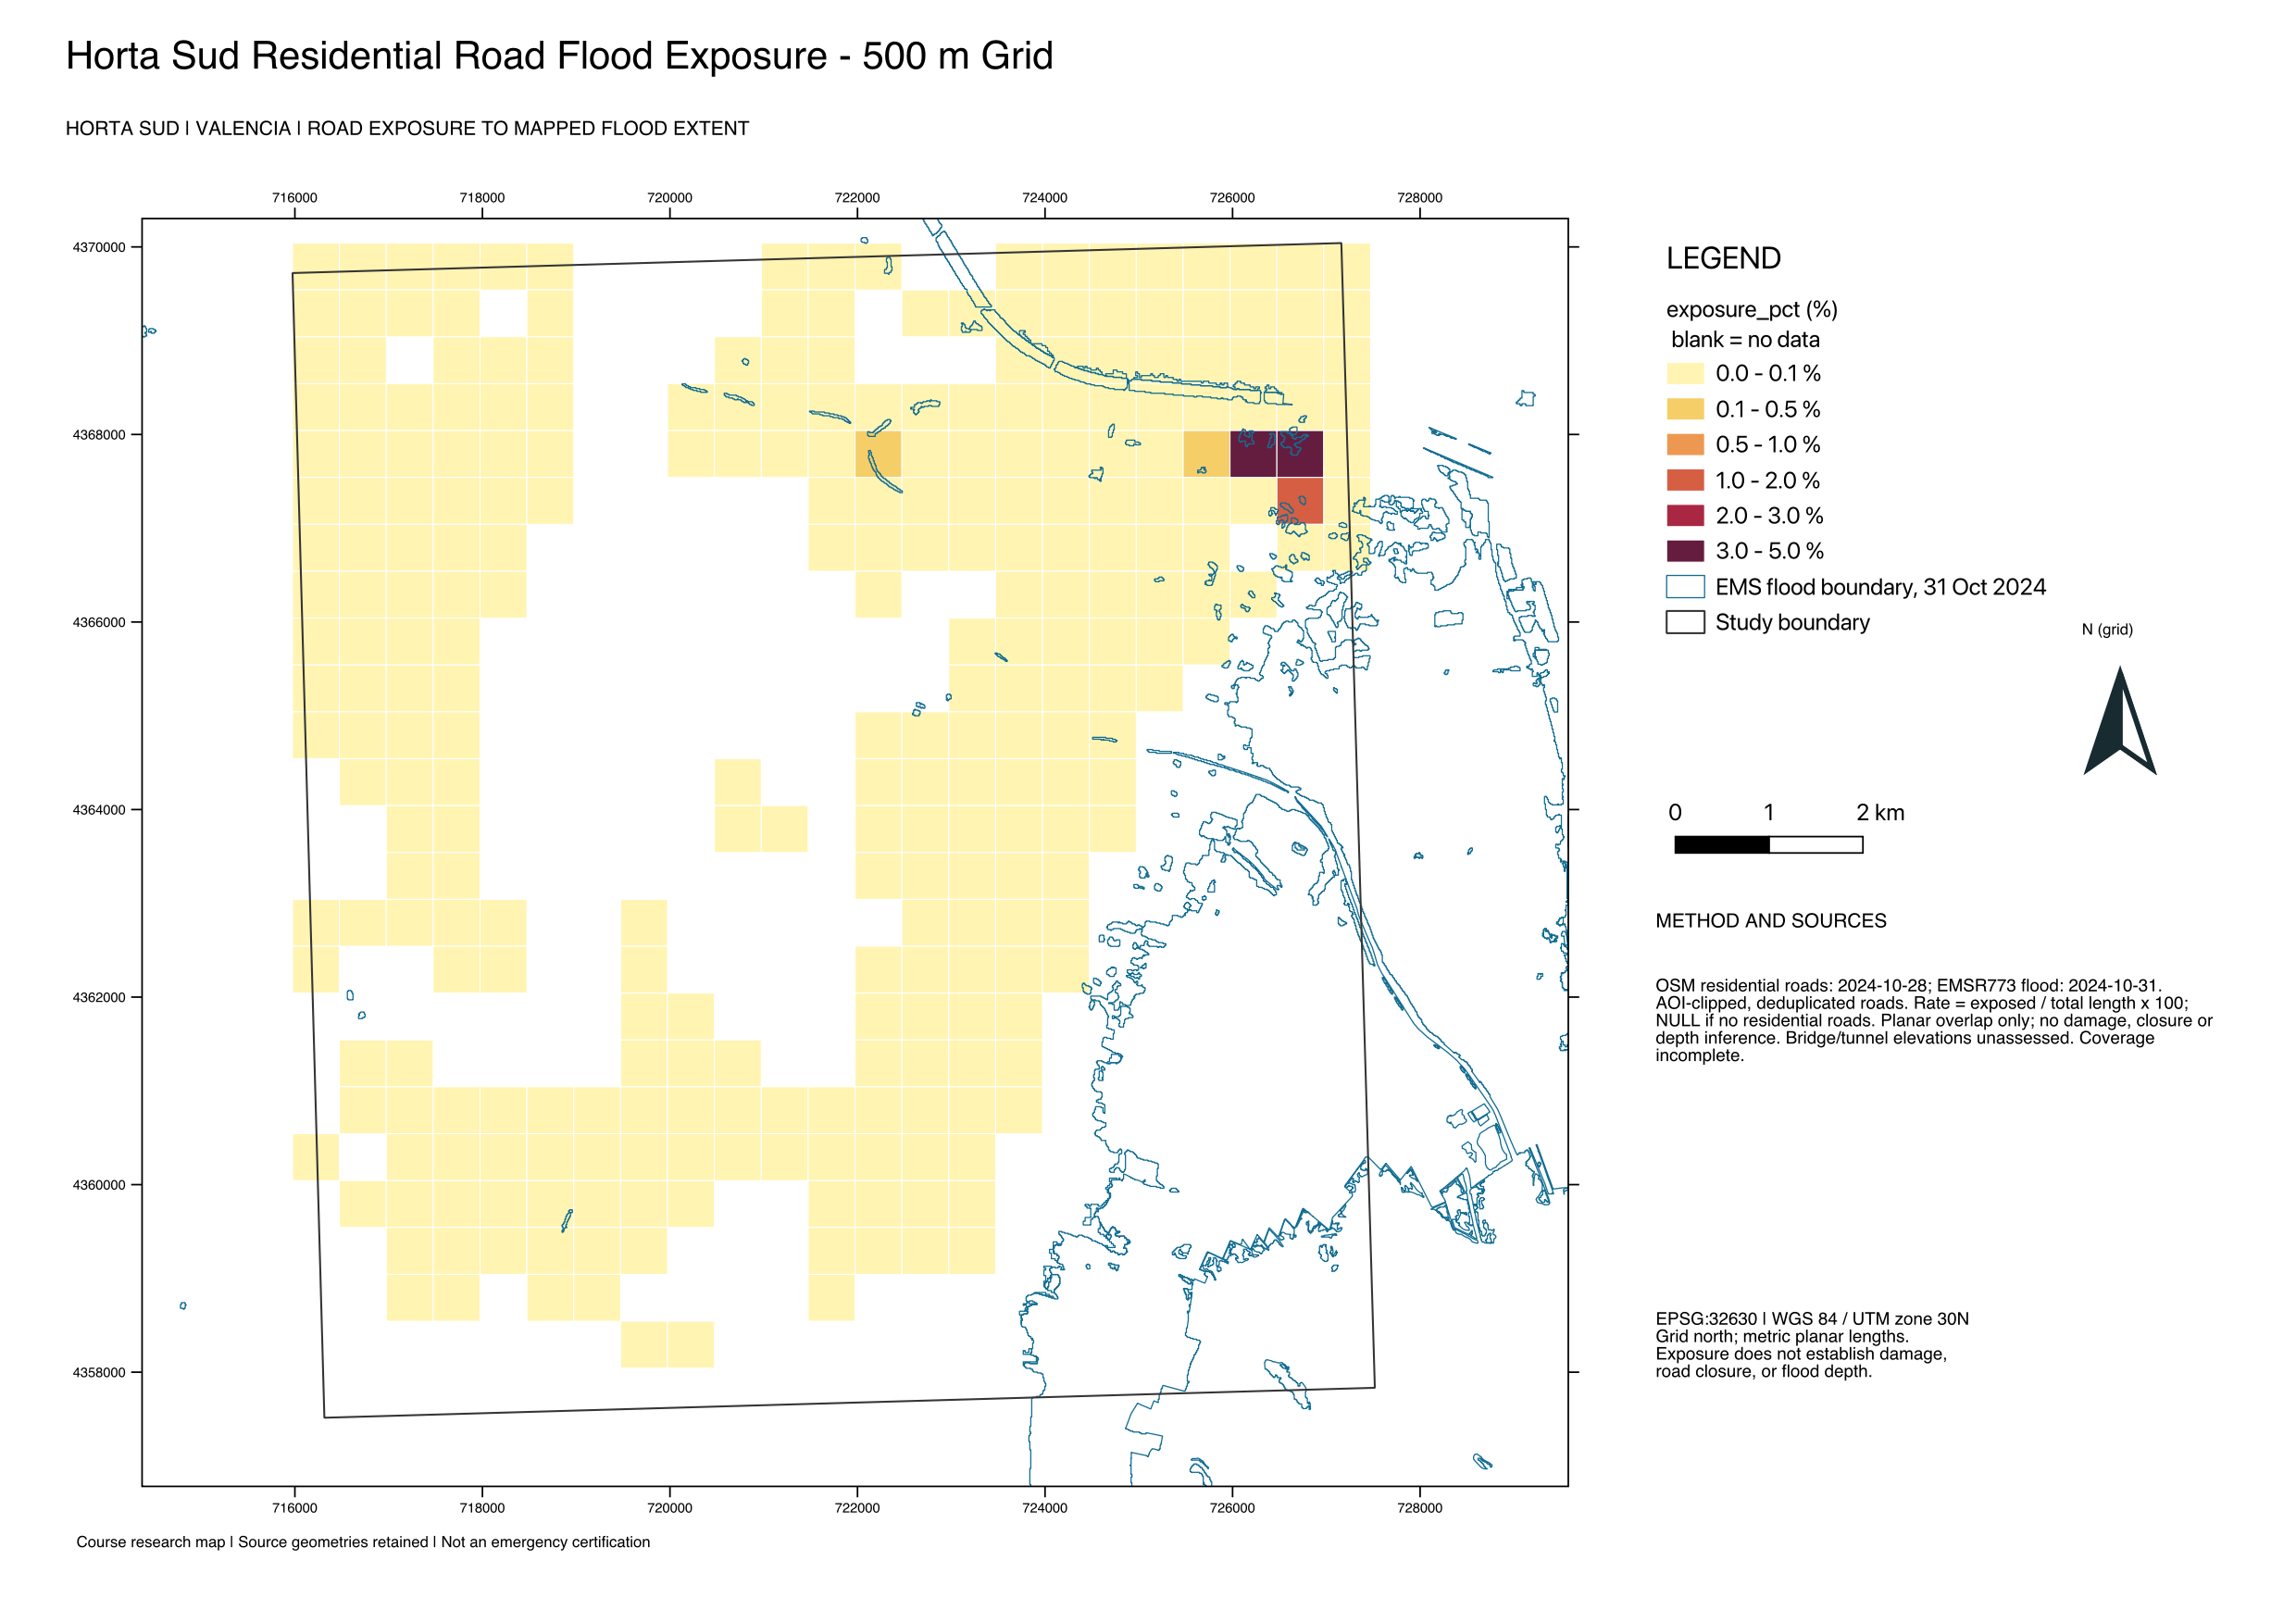 Horta Sud Residential Road Flood Exposure - 500 m Grid
HORTA SUD | VALENCIA | ROAD EXPOSURE TO MAPPED FLOOD EXTENT
716000 718000 720000 722000 724000 726000 728000
4370000
4368000
4366000
4364000
4362000
4360000
4358000
716000 718000 720000 722000 724000 726000 728000
LEGEND
exposure_pct (%)
blank = no data
0.0 - 0.1 %
0.1 - 0.5 %
0.5 - 1.0 %
1.0 - 2.0 %
2.0 - 3.0 %
3.0 - 5.0 %
EMS flood boundary, 31 Oct 2024
Study boundary
N (grid)
0 1 2 km
METHOD AND SOURCES
OSM residential roads: 2024-10-28; EMSR773 flood: 2024-10-31.
AOI-clipped, deduplicated roads. Rate = exposed / total length x 100;
NULL if no residential roads. Planar overlap only; no damage, closure or
depth inference. Bridge/tunnel elevations unassessed. Coverage
incomplete.
EPSG:32630 | WGS 84 / UTM zone 30N
Grid north; metric planar lengths.
Exposure does not establish damage,
road closure, or flood depth.
Course research map | Source geometries retained | Not an emergency certification